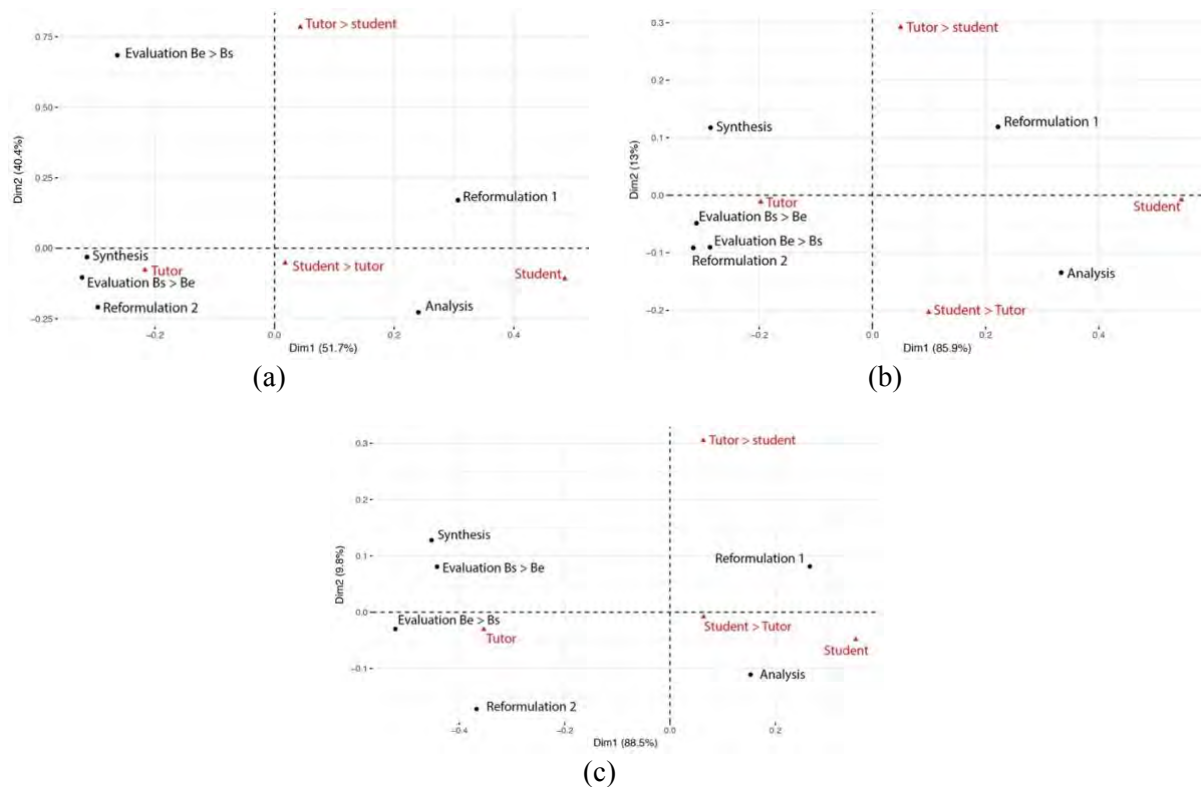 Tutor > student
0.75
Evaluation Be > Bs
0.50
Dim2 (40.4%)
0.25
Reformulation 1
0.00
Synthesis
Student > tutor
Tutor
Student
Evaluation Bs > Be
Reformulation 2
Analysis
-0.25
-0.2
0.0
0.2
0.4
Dim1 (51.7%)
(a)
0.3
Tutor > student
0.2
Synthesis
Reformulation 1
0.1
Dim2 (13%)
0.0
Tutor
Student
Evaluation Bs > Be
Evaluation Be > Bs
-0.1
Reformulation 2
Analysis
-0.2
Student > Tutor
-0.2
0.0
0.2
0.4
Dim1 (85.9%)
(b)
0.3
Tutor > student
0.2
Synthesis
0.1
Reformulation 1
Evaluation Bs > Be
Dim2 (9.8%)
0.0
Evaluation Be > Bs
Student > Tutor
Tutor
Student
-0.1
Analysis
Reformulation 2
-0.4
-0.2
0.0
0.2
Dim1 (88.5%)
(c)